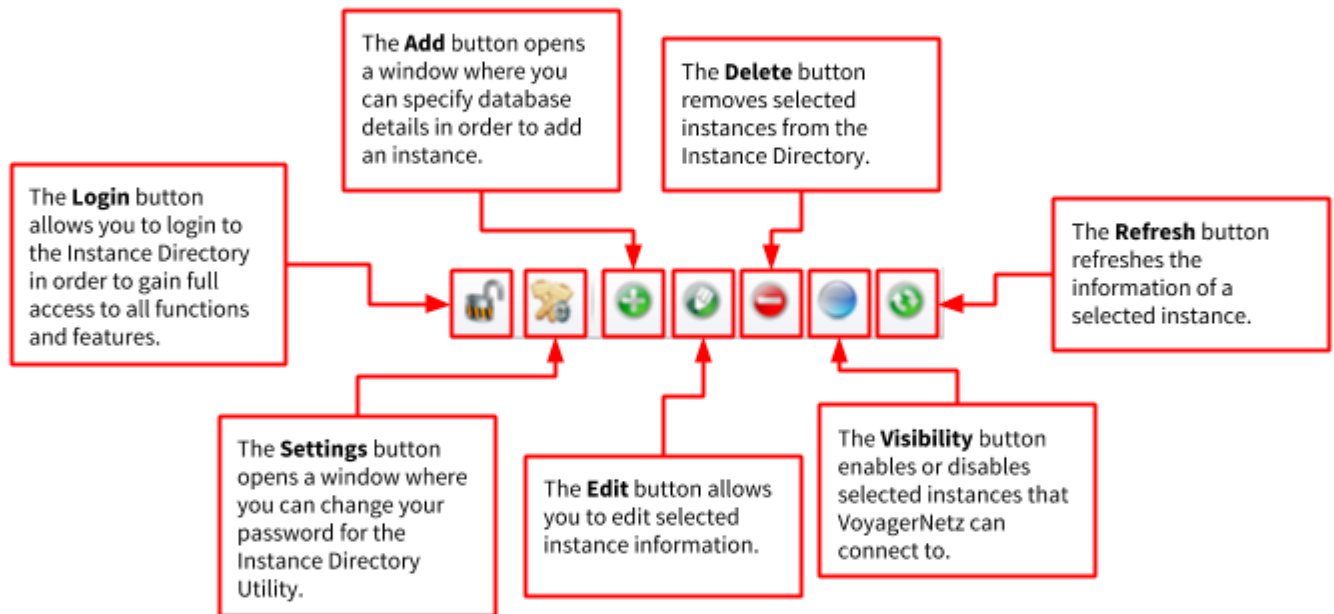 The Add button opens
a window where you
can specify database
details in order to add
an instance.
The Delete button
removes selected
instances from the
Instance Directory.
The Login button
allows you to login to
the Instance Directory
in order to gain full
access to all functions
and features.
The Refresh button
refreshes the
information of a
selected instance.
The Settings button
opens a window where
you can change your
password for the
Instance Directory
Utility.
The Edit button allows
you to edit selected
instance information.
The Visibility button
enables or disables
selected instances that
VoyagerNetz can
connect to.